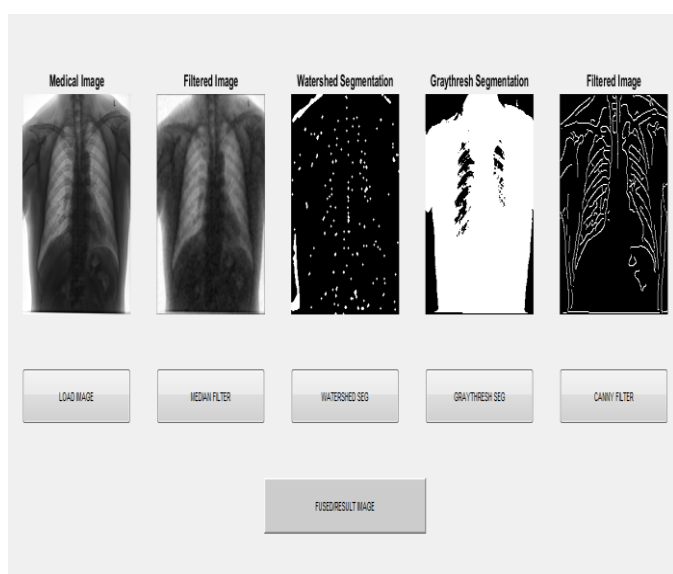 Medical Image
Filtered Image
Watershed Segmentation
Graythresh Segmentation
Filtered Image
LOAD IMAGE
MEDIAN FILTER
WATERSHED SEG
GRAYTHRESH SEG
CANNY FILTER
FUSED/RESULT IMAGE